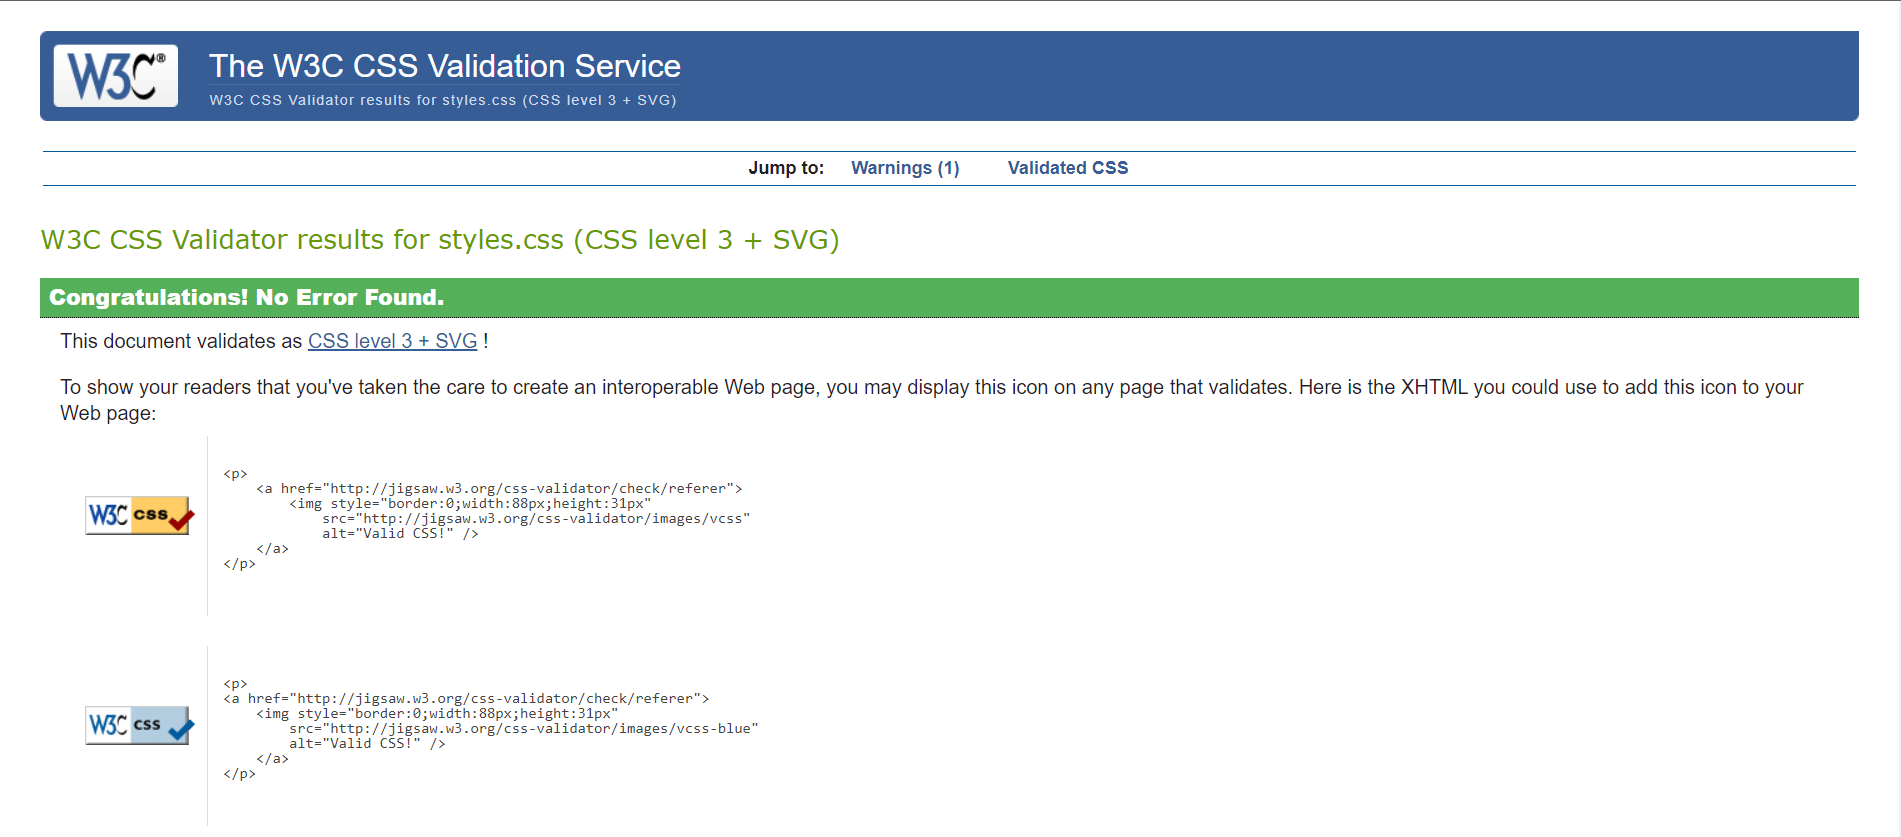 W3C®
The W3C CSS Validation Service
W3C CSS Validator results for styles.css (CSS level 3 + SVG)
Jump to: Warnings (1) Validated CSS
W3C CSS Validator results for styles.css (CSS level 3 + SVG)
Congratulations! No Error Found.
This document validates as CSS level 3 + SVG !
To show your readers that you've taken the care to create an interoperable Web page, you may display this icon on any page that validates. Here is the XHTML you could use to add this icon to your
Web page:
W3C css
<p>
    <a href="http://jigsaw.w3.org/css-validator/check/referer">
        <img style="border:0;width:88px;height:31px"
            src="http://jigsaw.w3.org/css-validator/images/vcss"
            alt="Valid CSS!" />
    </a>
</p>
W3C css
<p>
<a href="http://jigsaw.w3.org/css-validator/check/referer">
    <img style="border:0;width:88px;height:31px"
        src="http://jigsaw.w3.org/css-validator/images/vcss-blue"
        alt="Valid CSS!" />
    </a>
</p>